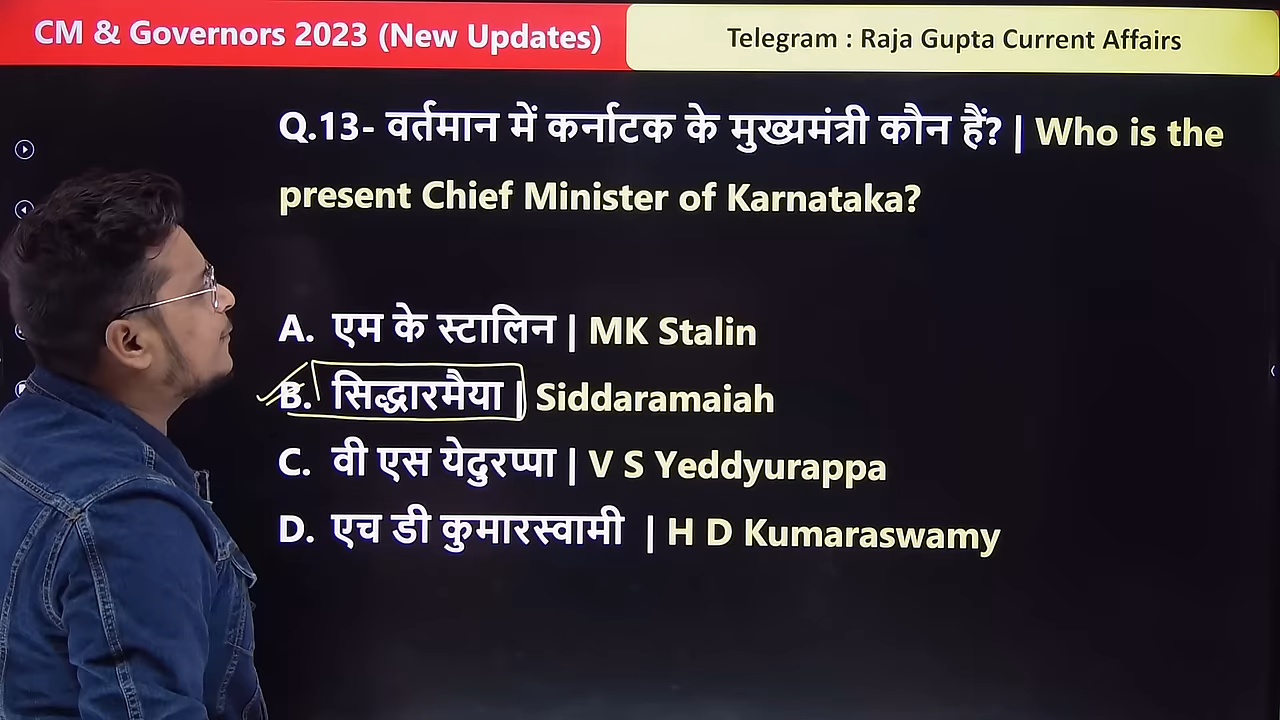 CM & Governors 2023 (New Updates)
Telegram : Raja Gupta Current Affairs
Q.13- वर्तमान में कर्नाटक के मुख्यमंत्री कौन हैं? | Who is the
present Chief Minister of Karnataka?
A. एम के स्टालिन | MK Stalin
B. सिद्धारमैया | Siddaramaiah
C. वी एस येदुरप्पा | V S Yeddyurappa
D. एच डी कुमारस्वामी | H D Kumaraswamy